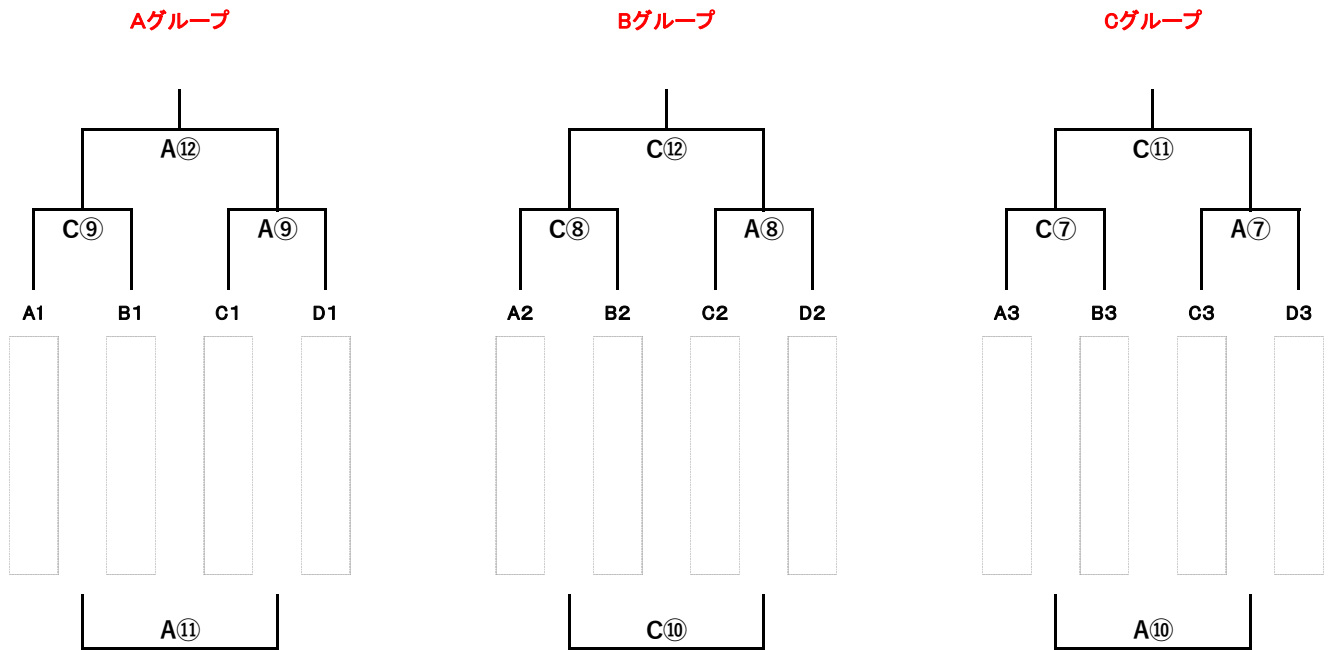 Aグループ Bグループ Cグループ
A⑫ C⑫ C⑪
C⑨ A⑨ C⑧ A⑧ C⑦ A⑦
A1 B1 C1 D1 A2 B2 C2 D2 A3 B3 C3 D3
A⑪ C⑩ A⑩